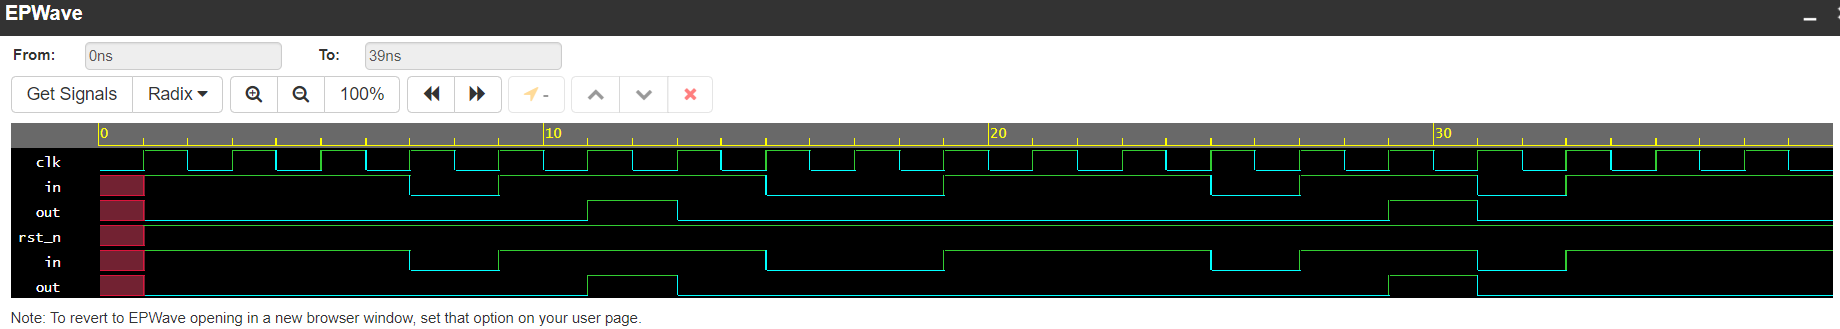 EPWave
From: 0ns To: 39ns
Get Signals Radix 100% -
0 10 20 30
clk
in
out
rst_n
in
out
Note: To revert to EPWave opening in a new browser window, set that option on your user page.